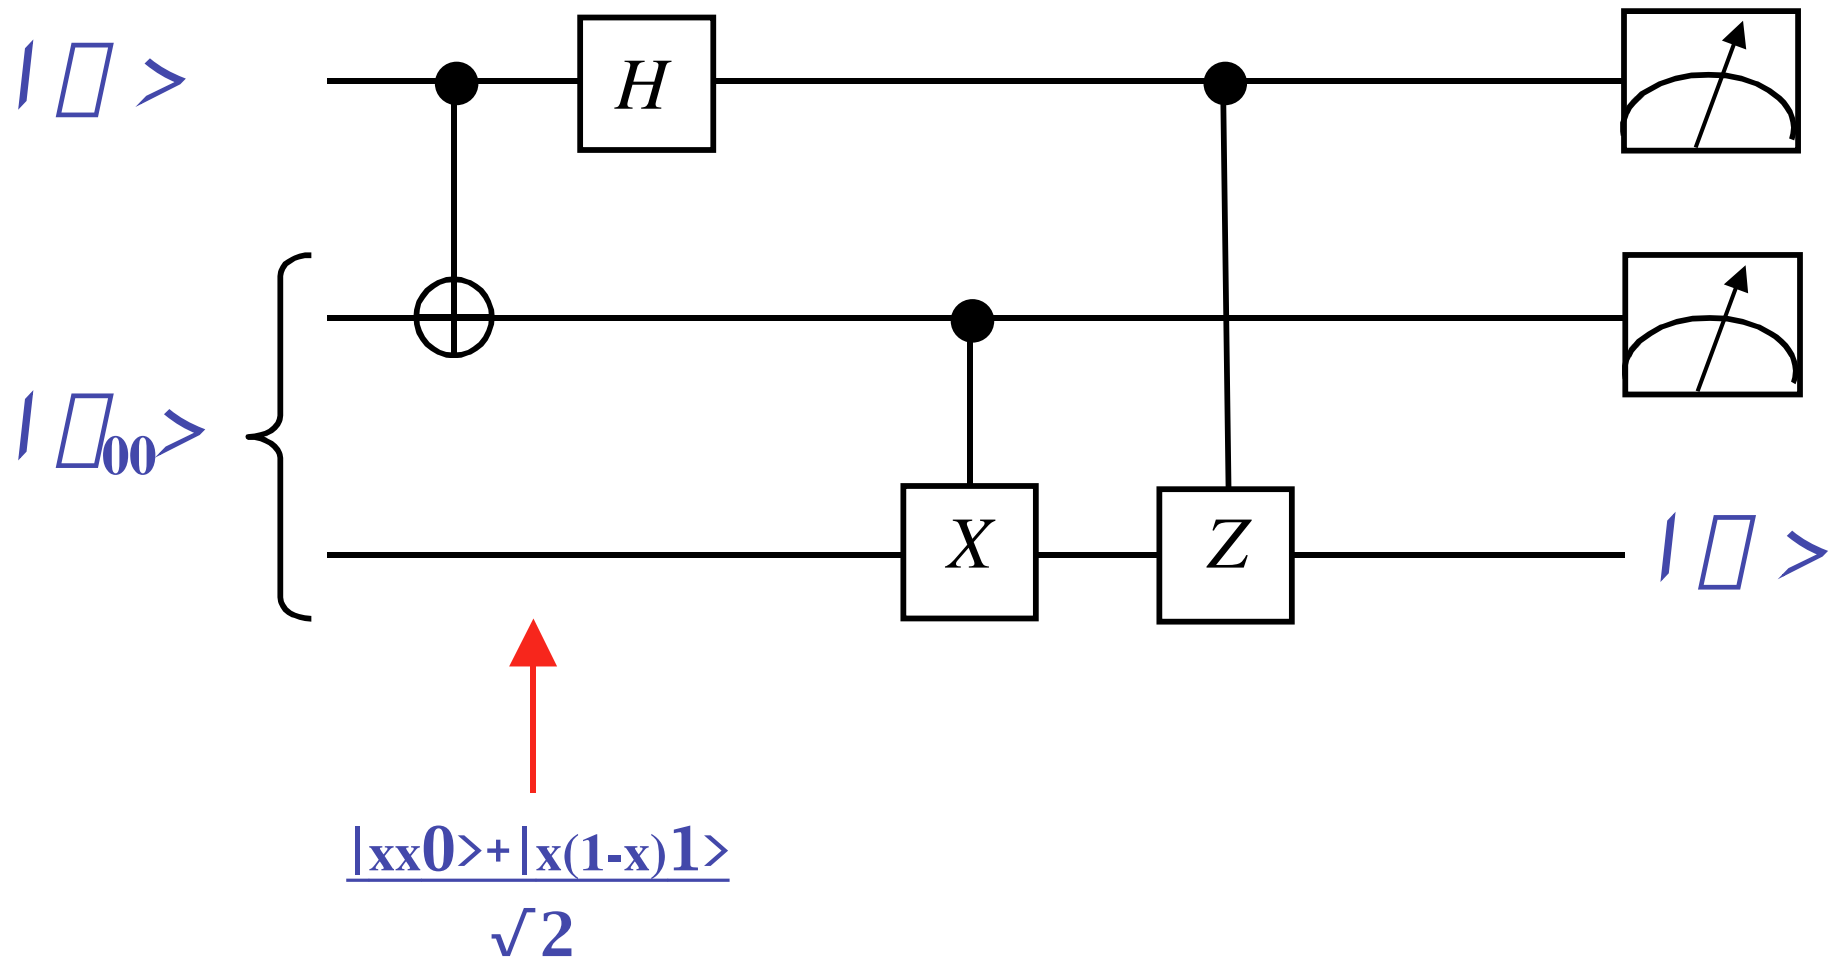 | ▯ >
H
| ▯₀₀ >
X
Z
| ▯ >
|xx0>+|x(1-x)1>
√2